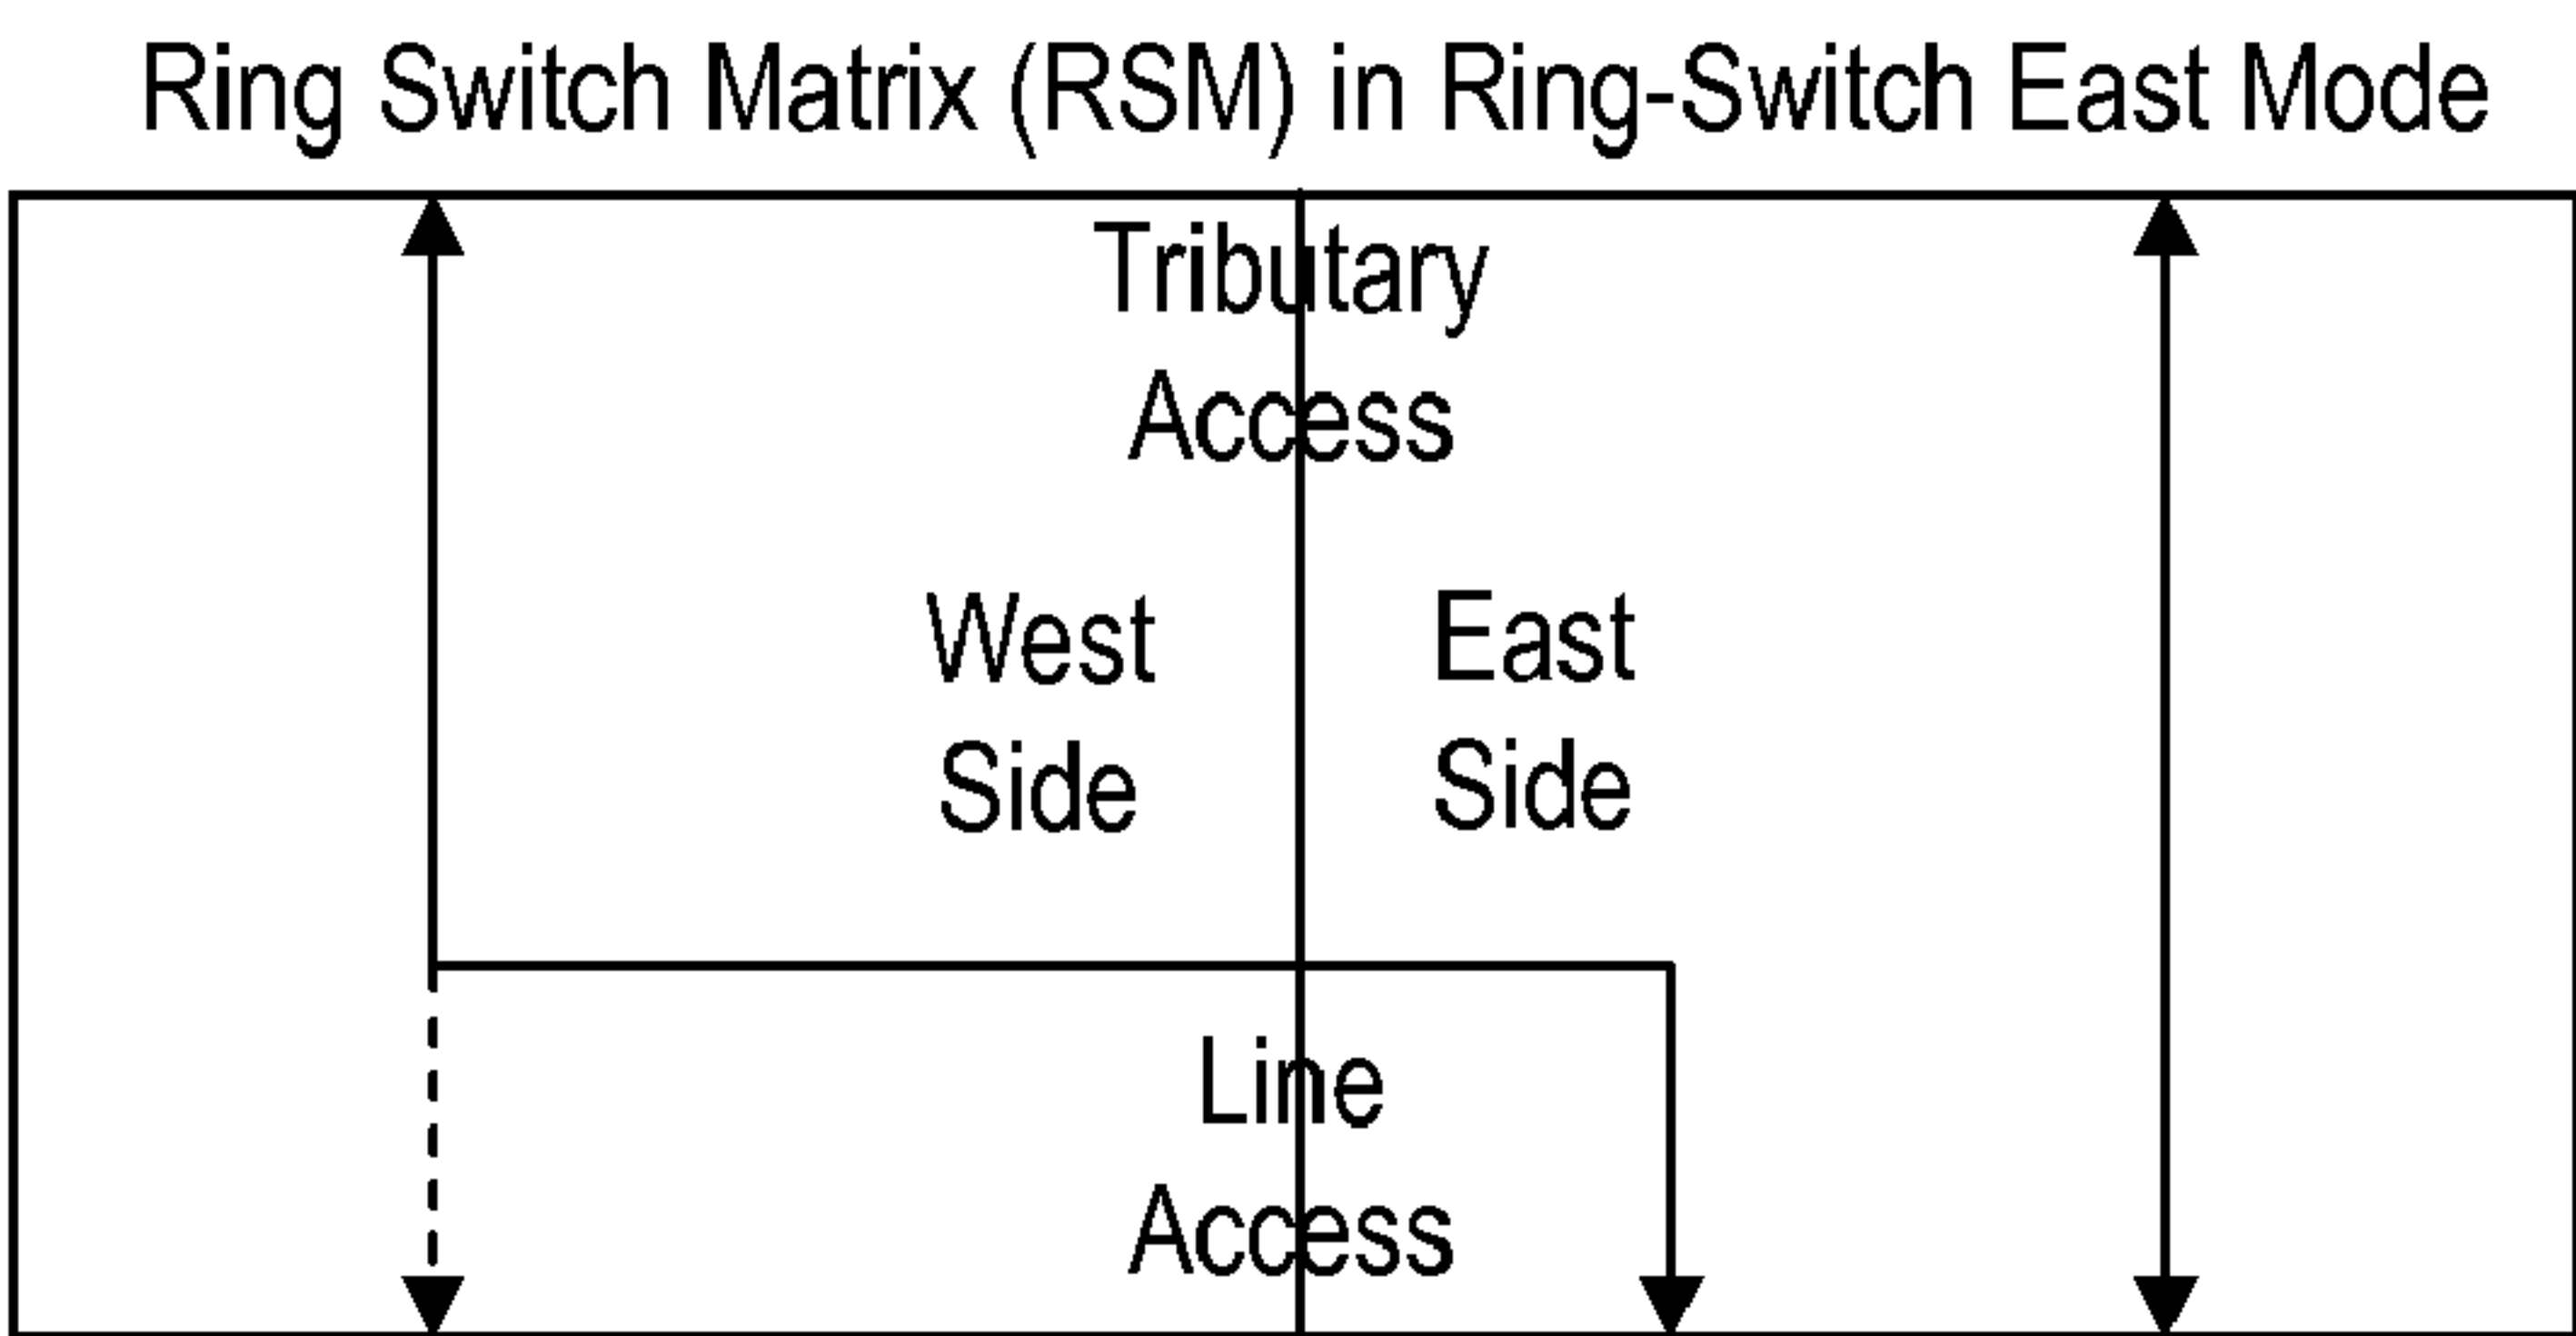 Ring Switch Matrix (RSM) in Ring-Switch East Mode
Tributary
Access
West
Side
East
Side
Line
Access